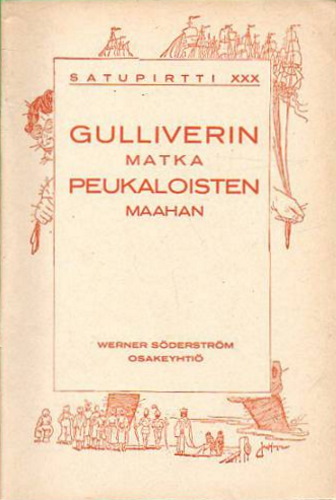 SATUPIRTTI XXX
GULLIVERIN
MATKA
PEUKALOISTEN
MAAHAN
WERNER SÖDERSTRÖM
OSAKEYHTIÖ